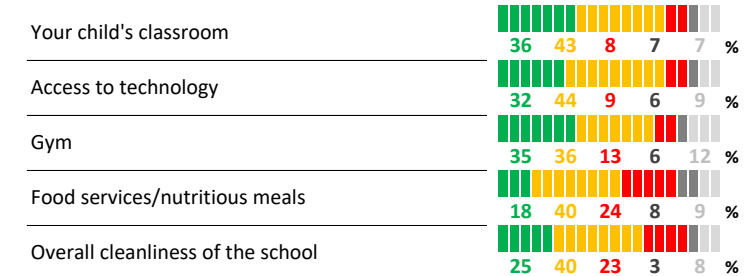 Your child's classroom
36 43 8 7 7 %
Access to technology
32 44 9 6 9 %
Gym
35 36 13 6 12 %
Food services/nutritious meals
18 40 24 8 9 %
Overall cleanliness of the school
25 40 23 3 8 %